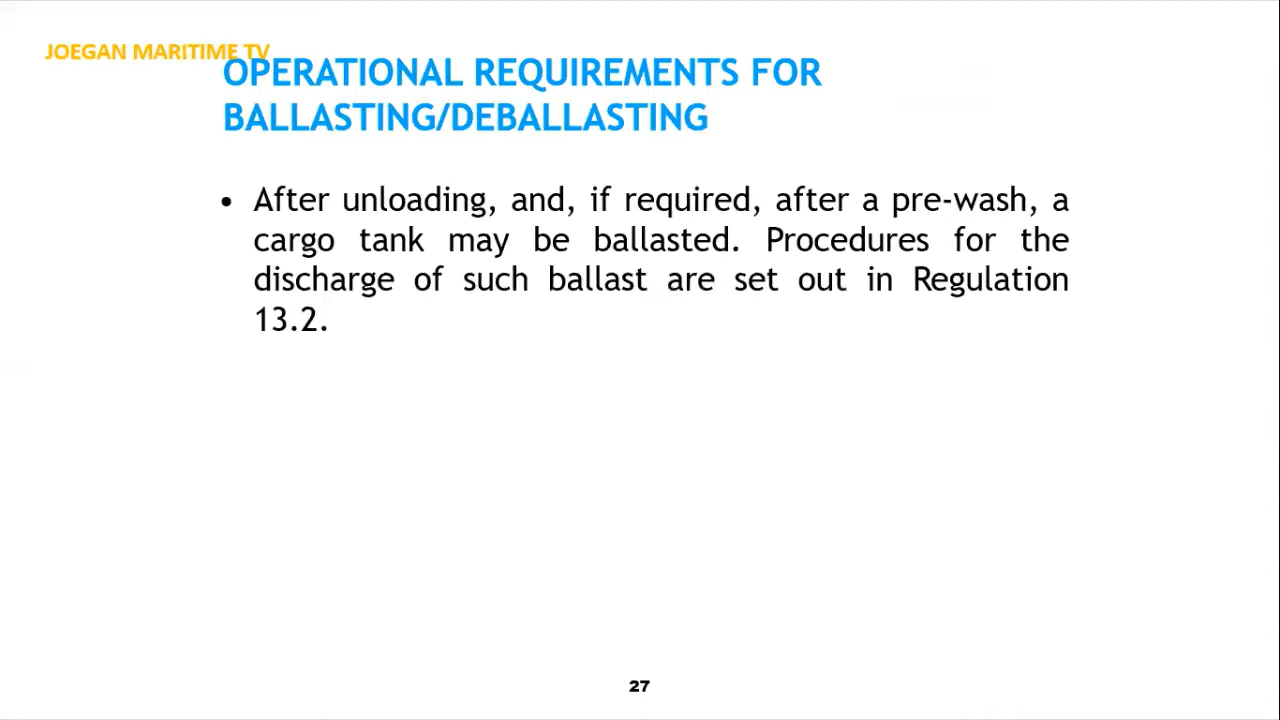 JOEGAN MARITIME TV
OPERATIONAL REQUIREMENTS FOR
BALLASTING/DEBALLASTING
• After unloading, and, if required, after a pre-wash, a
cargo tank may be ballasted. Procedures for the
discharge of such ballast are set out in Regulation
13.2.
27